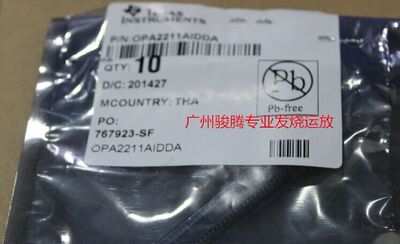 TEXAS
INSTRUMENTS
P/N:OPA2211AIDDA
QTY: 10
D/C: 201427
MCOUNTRY: THA
PO:
767923-SF
OPA2211AIDDA
Pb
Pb-free
广州骏腾专业发烧运放